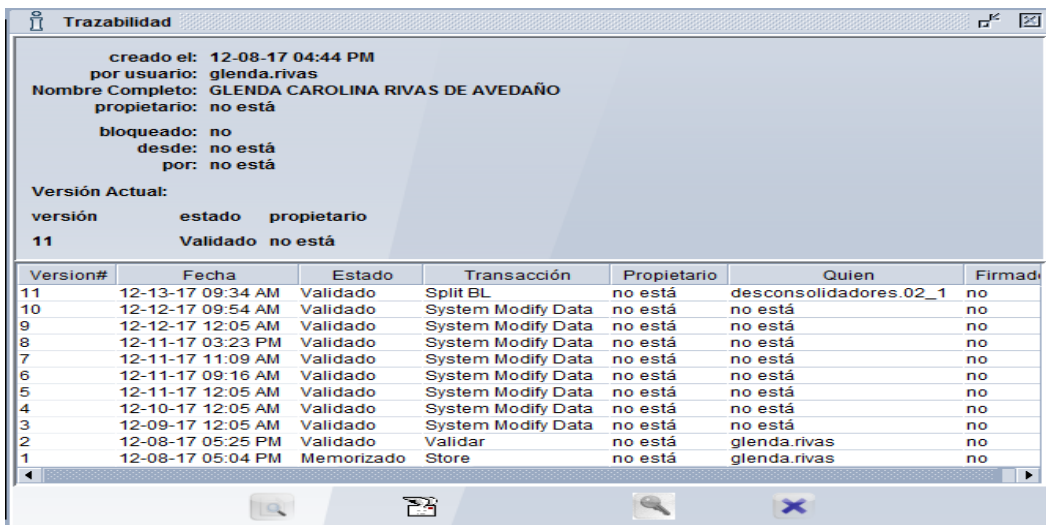 Trazabilidad
creado el: 12-08-17 04:44 PM
por usuario: glenda.rivas
Nombre Completo: GLENDA CAROLINA RIVAS DE AVEDAÑO
propietario: no está
bloqueado: no
desde: no está
por: no está
Versión Actual:
versión estado propietario
11 Validado no está
Version# Fecha Estado Transacción Propietario Quien Firmado
11 12-13-17 09:34 AM Validado Split BL no está desconsolidadores.02_1 no
10 12-12-17 09:54 AM Validado System Modify Data no está no está no
9 12-12-17 12:05 AM Validado System Modify Data no está no está no
8 12-11-17 03:23 PM Validado System Modify Data no está no está no
7 12-11-17 11:09 AM Validado System Modify Data no está no está no
6 12-11-17 09:16 AM Validado System Modify Data no está no está no
5 12-11-17 12:05 AM Validado System Modify Data no está no está no
4 12-10-17 12:05 AM Validado System Modify Data no está no está no
3 12-09-17 12:05 AM Validado System Modify Data no está no está no
2 12-08-17 05:25 PM Validado Validar no está glenda.rivas no
1 12-08-17 05:04 PM Memorizado Store no está glenda.rivas no